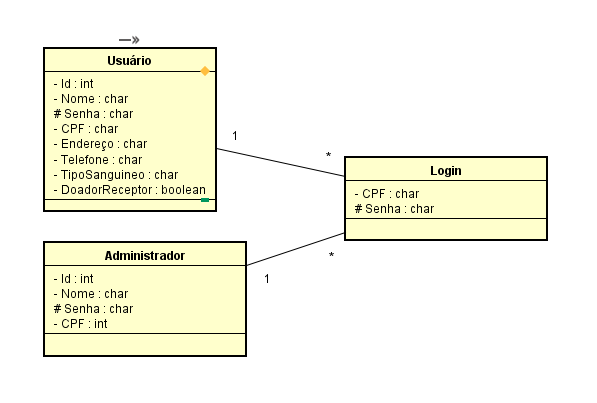 Usuário
- Id : int
- Nome : char
# Senha : char
- CPF : char
- Endereço : char
- Telefone : char
- TipoSanguineo : char
- DoadorReceptor : boolean
1
*
Login
- CPF : char
# Senha : char
Administrador
- Id : int
- Nome : char
# Senha : char
- CPF : int
1
*